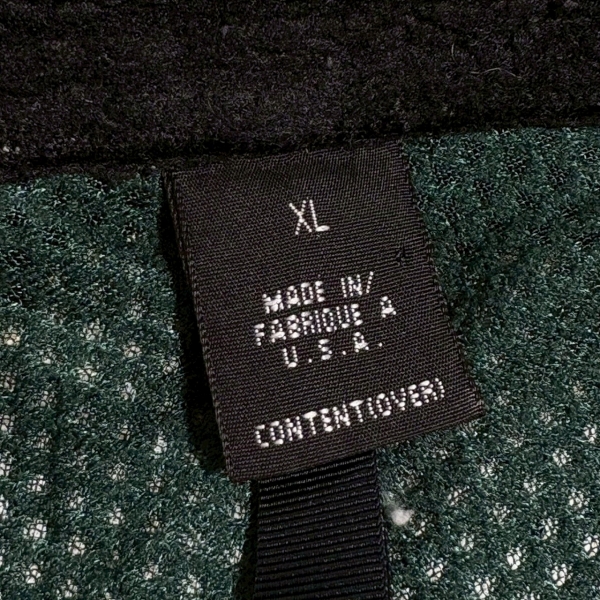 XL
MADE IN/
FABRIQUE A
U.S.A.
CONTENT(OVER)